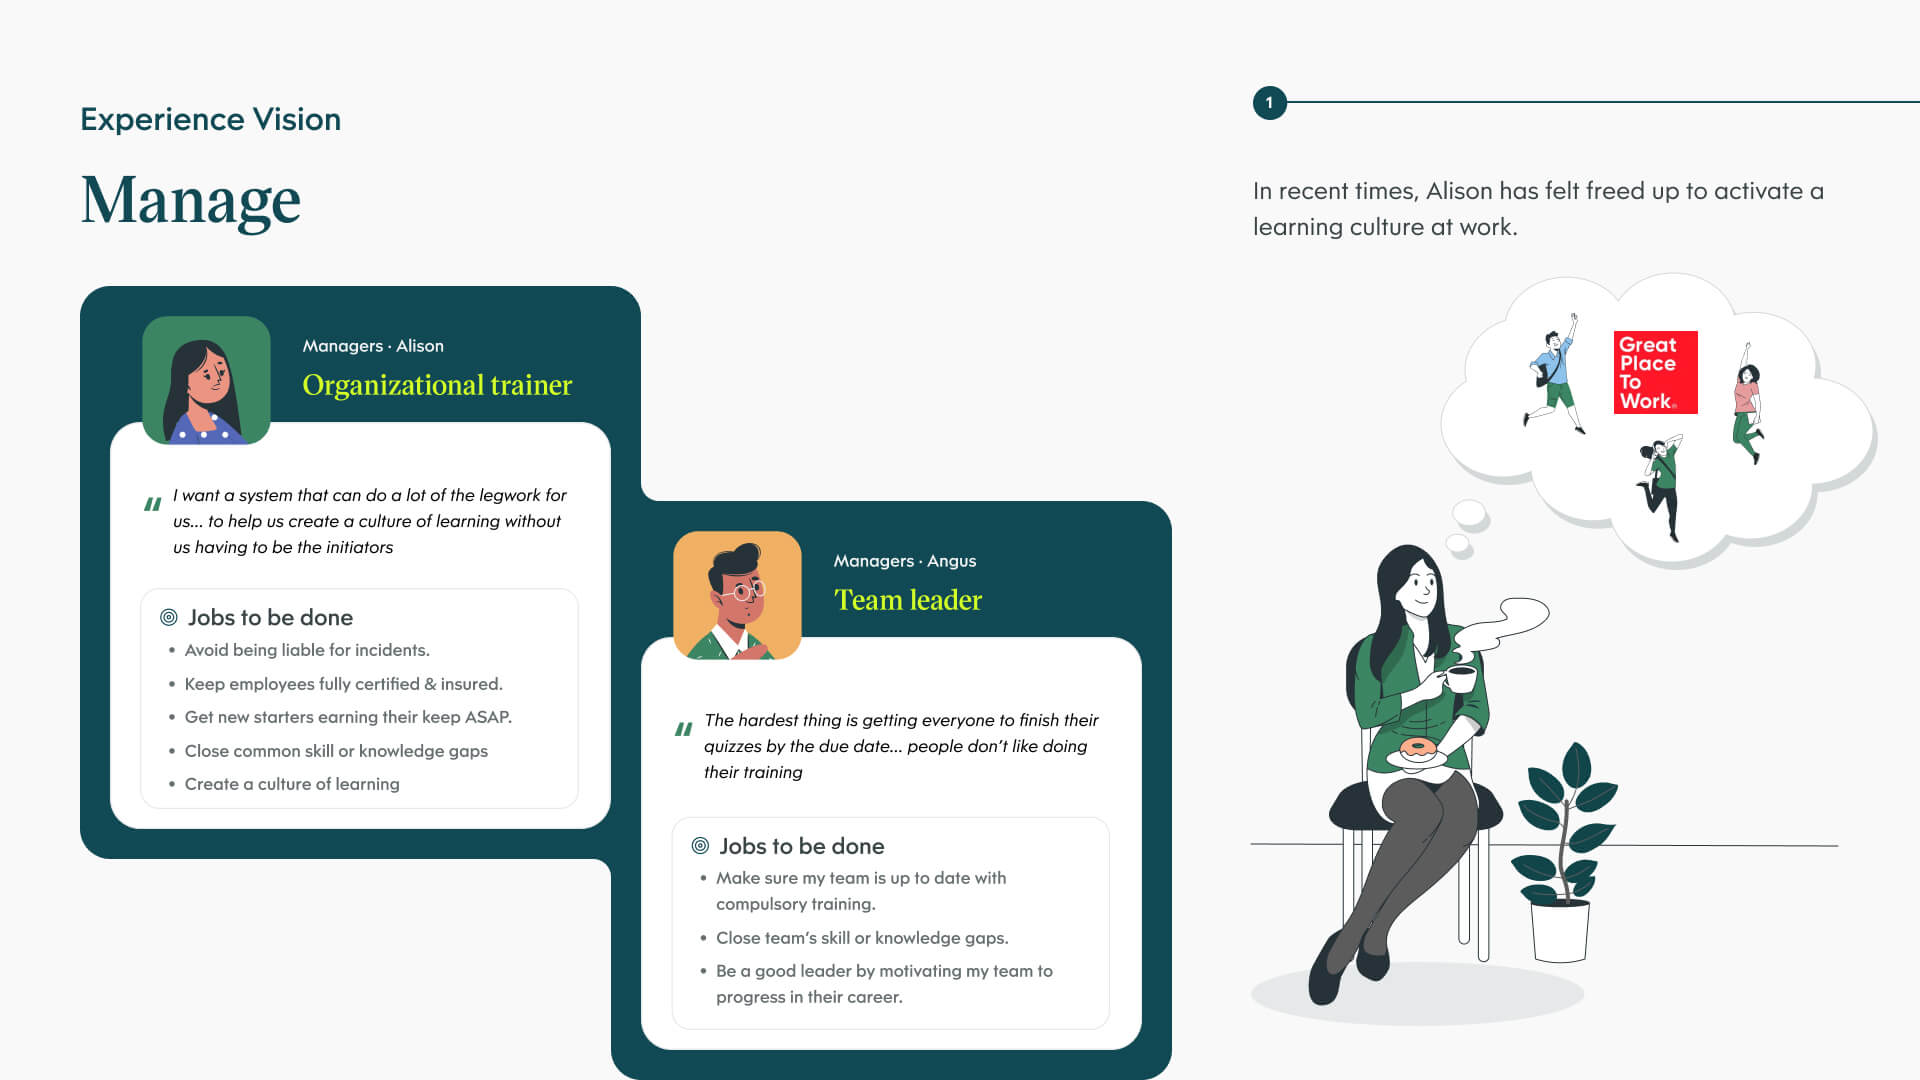 Experience Vision
Manage
Managers · Alison
Organizational trainer
“
I want a system that can do a lot of the legwork for
us... to help us create a culture of learning without
us having to be the initiators
Jobs to be done
• Avoid being liable for incidents.
• Keep employees fully certified & insured.
• Get new starters earning their keep ASAP.
• Close common skill or knowledge gaps
• Create a culture of learning
Managers · Angus
Team leader
“
The hardest thing is getting everyone to finish their
quizzes by the due date... people don’t like doing
their training
Jobs to be done
• Make sure my team is up to date with
compulsory training.
• Close team’s skill or knowledge gaps.
• Be a good leader by motivating my team to
progress in their career.
1
In recent times, Alison has felt freed up to activate a
learning culture at work.
Great
Place
To
Work®